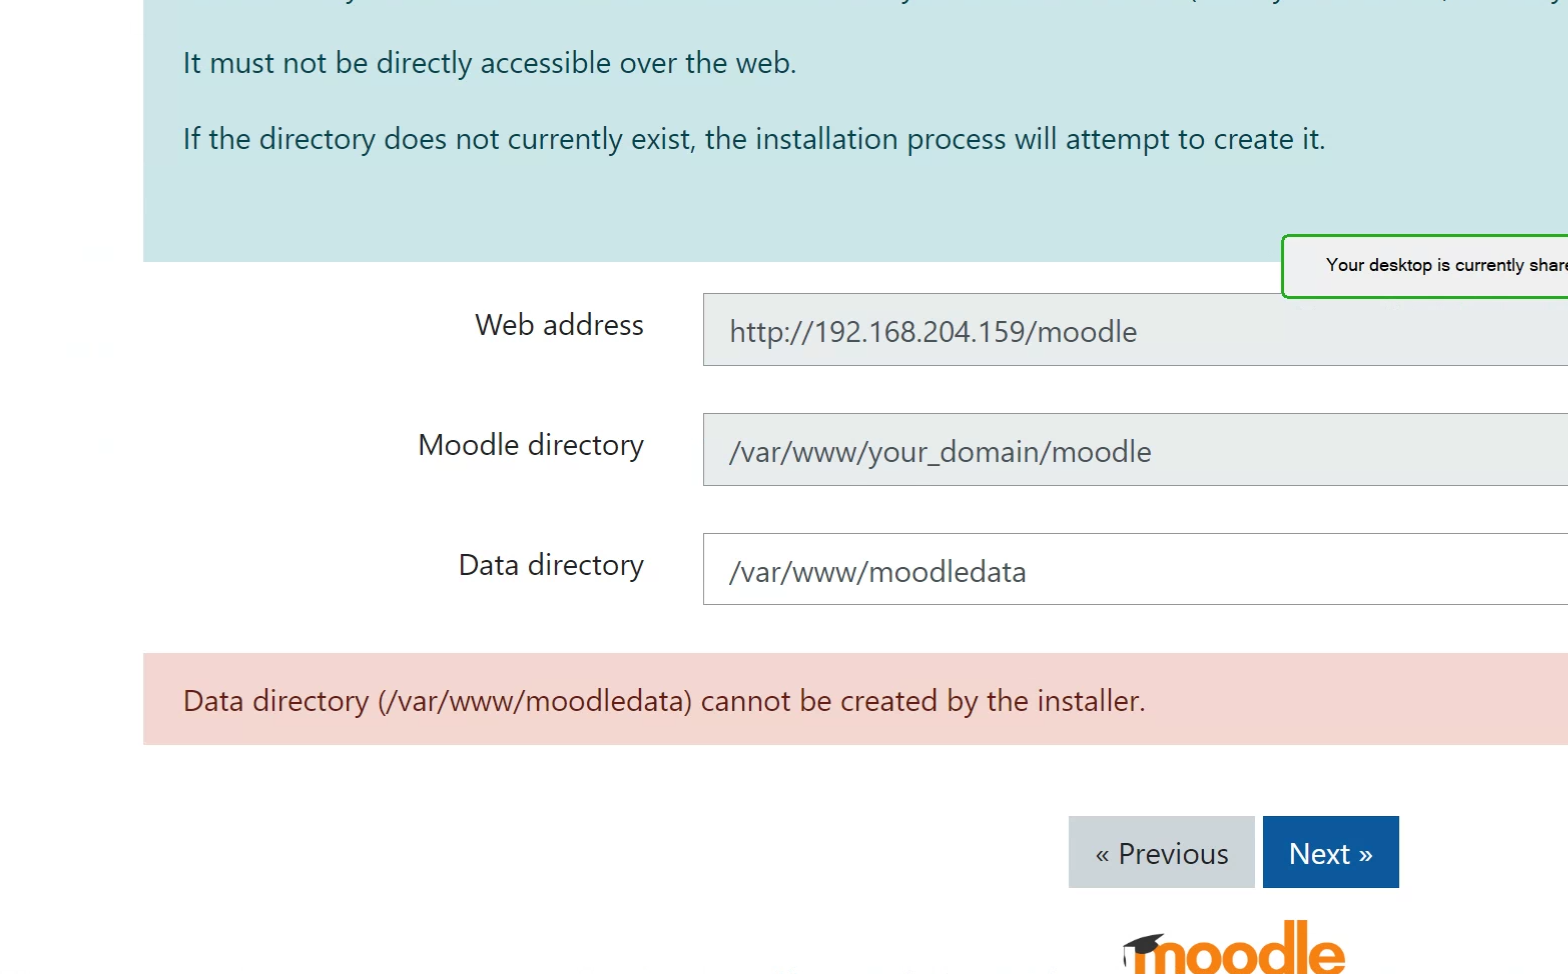 It must not be directly accessible over the web.
If the directory does not currently exist, the installation process will attempt to create it.
Your desktop is currently
Web address
http://192.168.204.159/moodle
Moodle directory
/var/www/your_domain/moodle
Data directory
/var/www/moodledata
Data directory (/var/www/moodledata) cannot be created by the installer.
« Previous
Next »
moodle